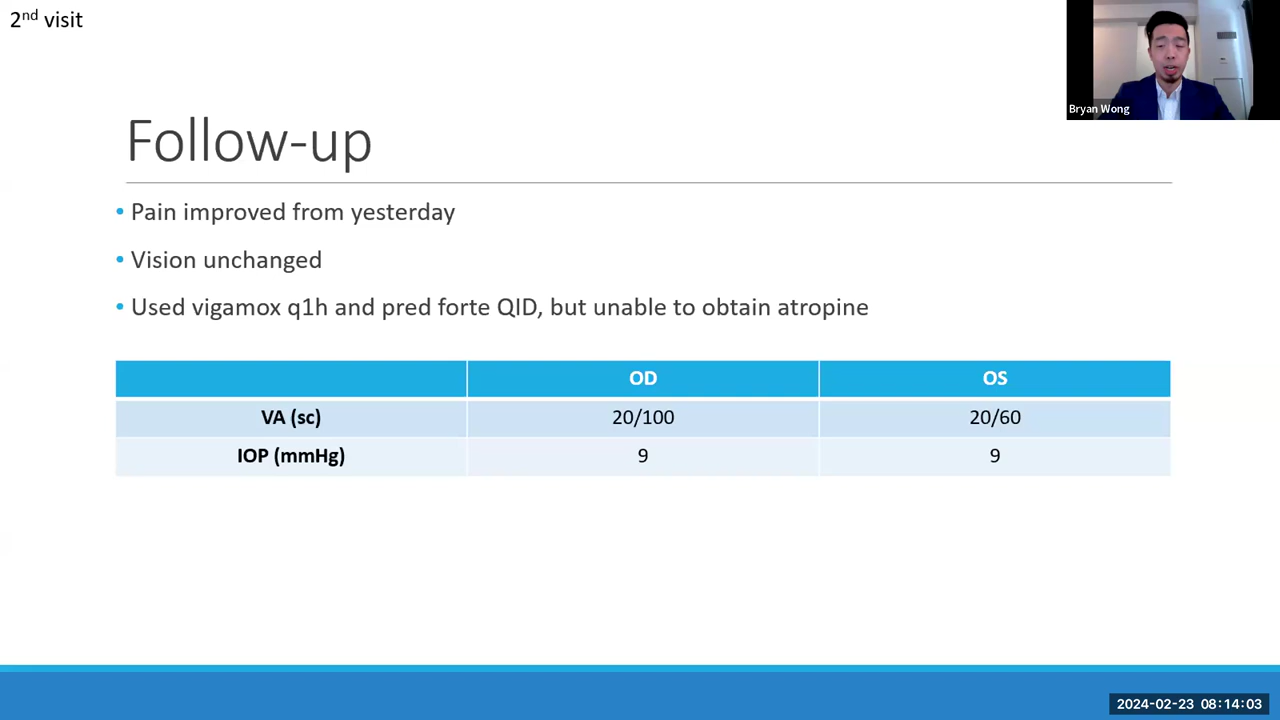 2nd visit
Bryan Wong
Follow-up
• Pain improved from yesterday
• Vision unchanged
• Used vigamox q1h and pred forte QID, but unable to obtain atropine
OD OS
VA (sc) 20/100 20/60
IOP (mmHg) 9 9
2024-02-23 08:14:03